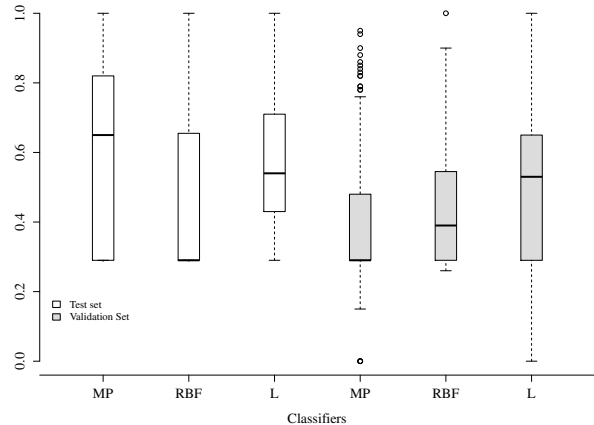 1.0
0.8
0.6
0.4
0.2
0.0
Test set
Validation Set
MP RBF L MP RBF L
Classifiers